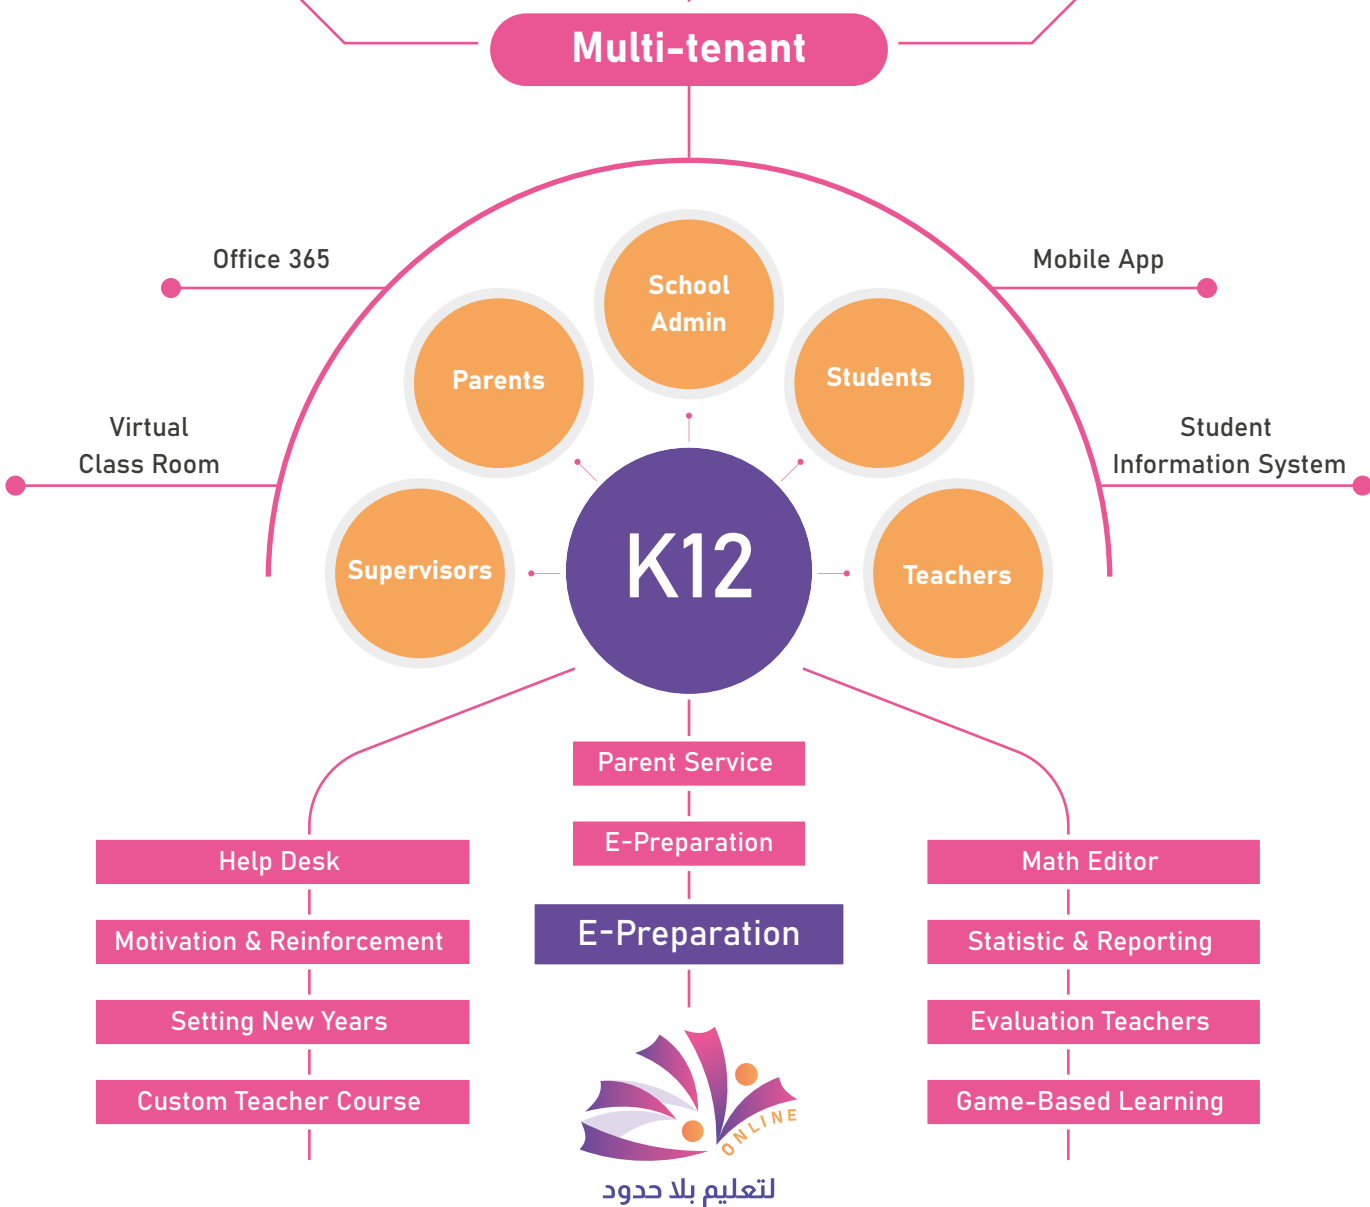 Multi-tenant
Office 365
Mobile App
School
Admin
Parents
Students
Virtual
Class Room
Student
Information System
Supervisors
K12
Teachers
Parent Service
E-Preparation
E-Preparation
Help Desk
Motivation & Reinforcement
Setting New Years
Custom Teacher Course
Math Editor
Statistic & Reporting
Evaluation Teachers
Game-Based Learning
ONLINE
لتعليم بلا حدود